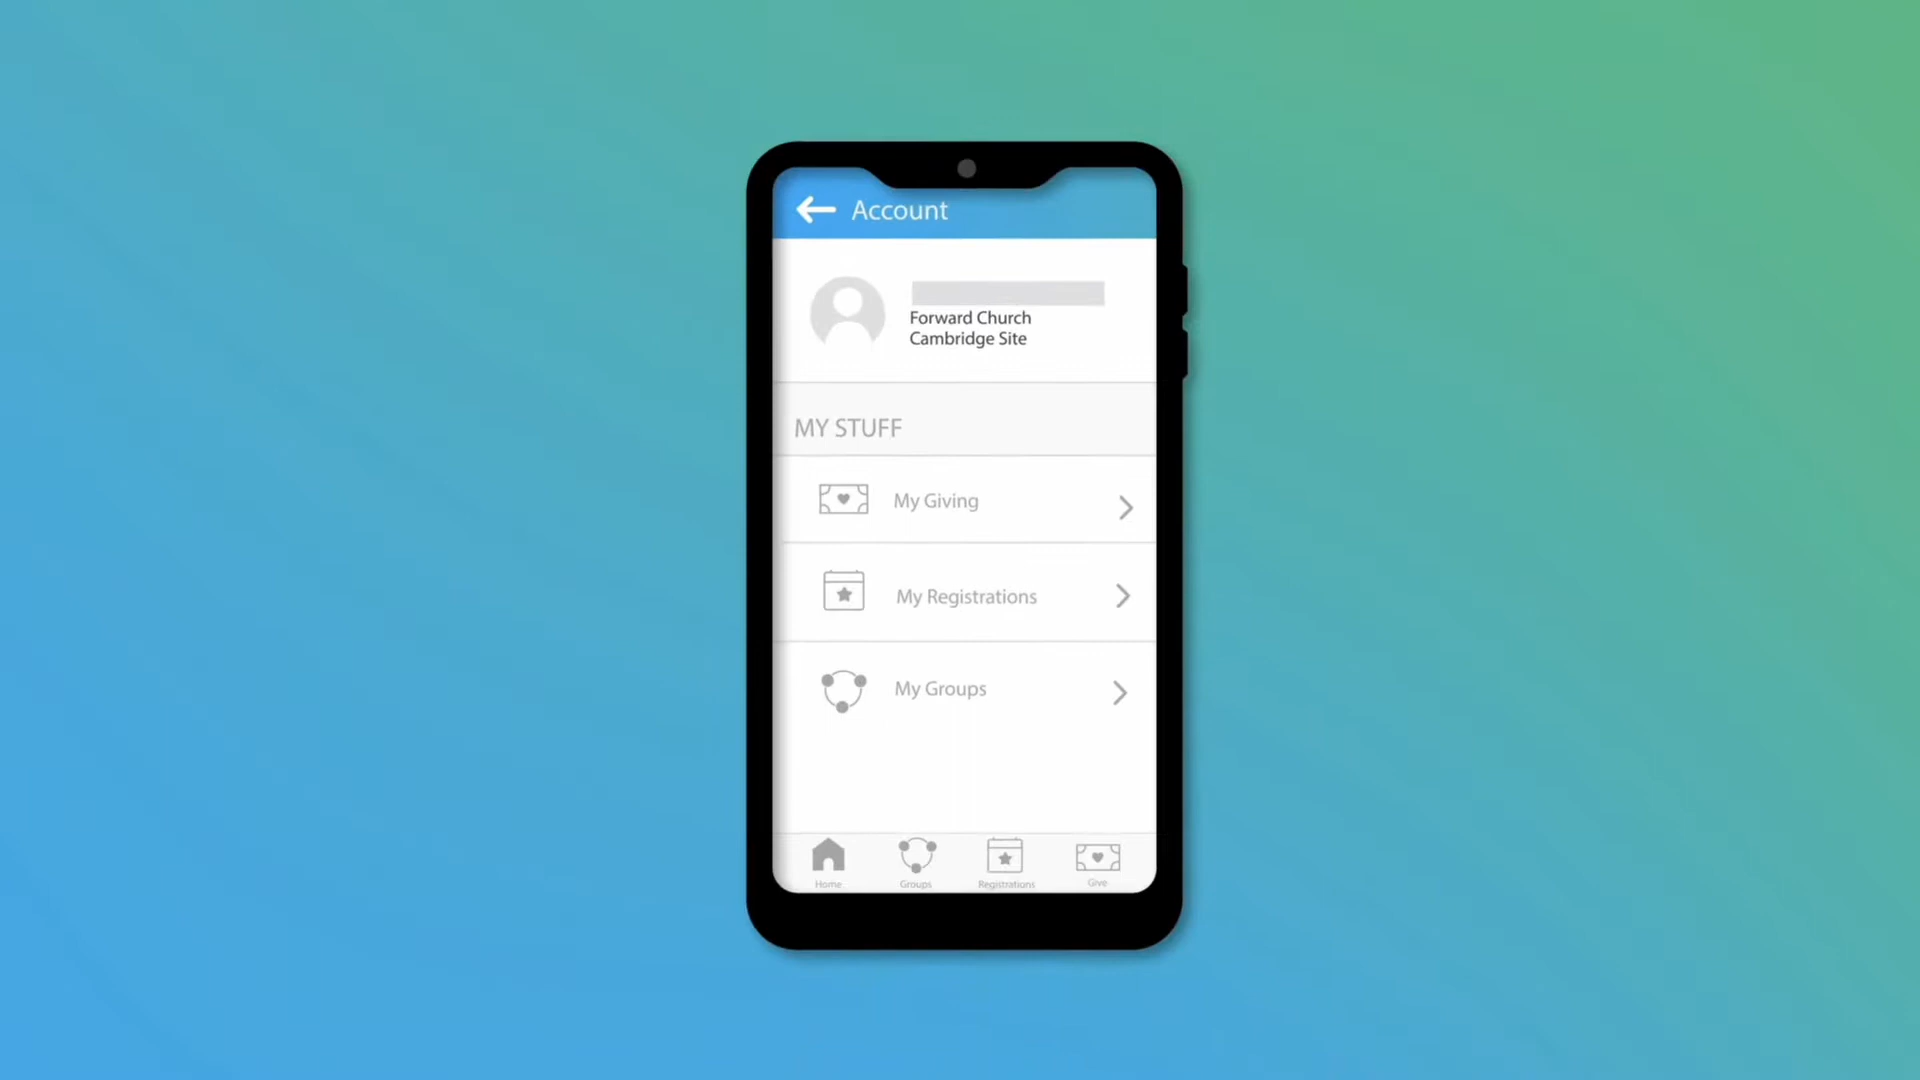 Account
Forward Church
Cambridge Site
MY STUFF
My Giving
My Registrations
My Groups
Home
Groups
Registrations
Give